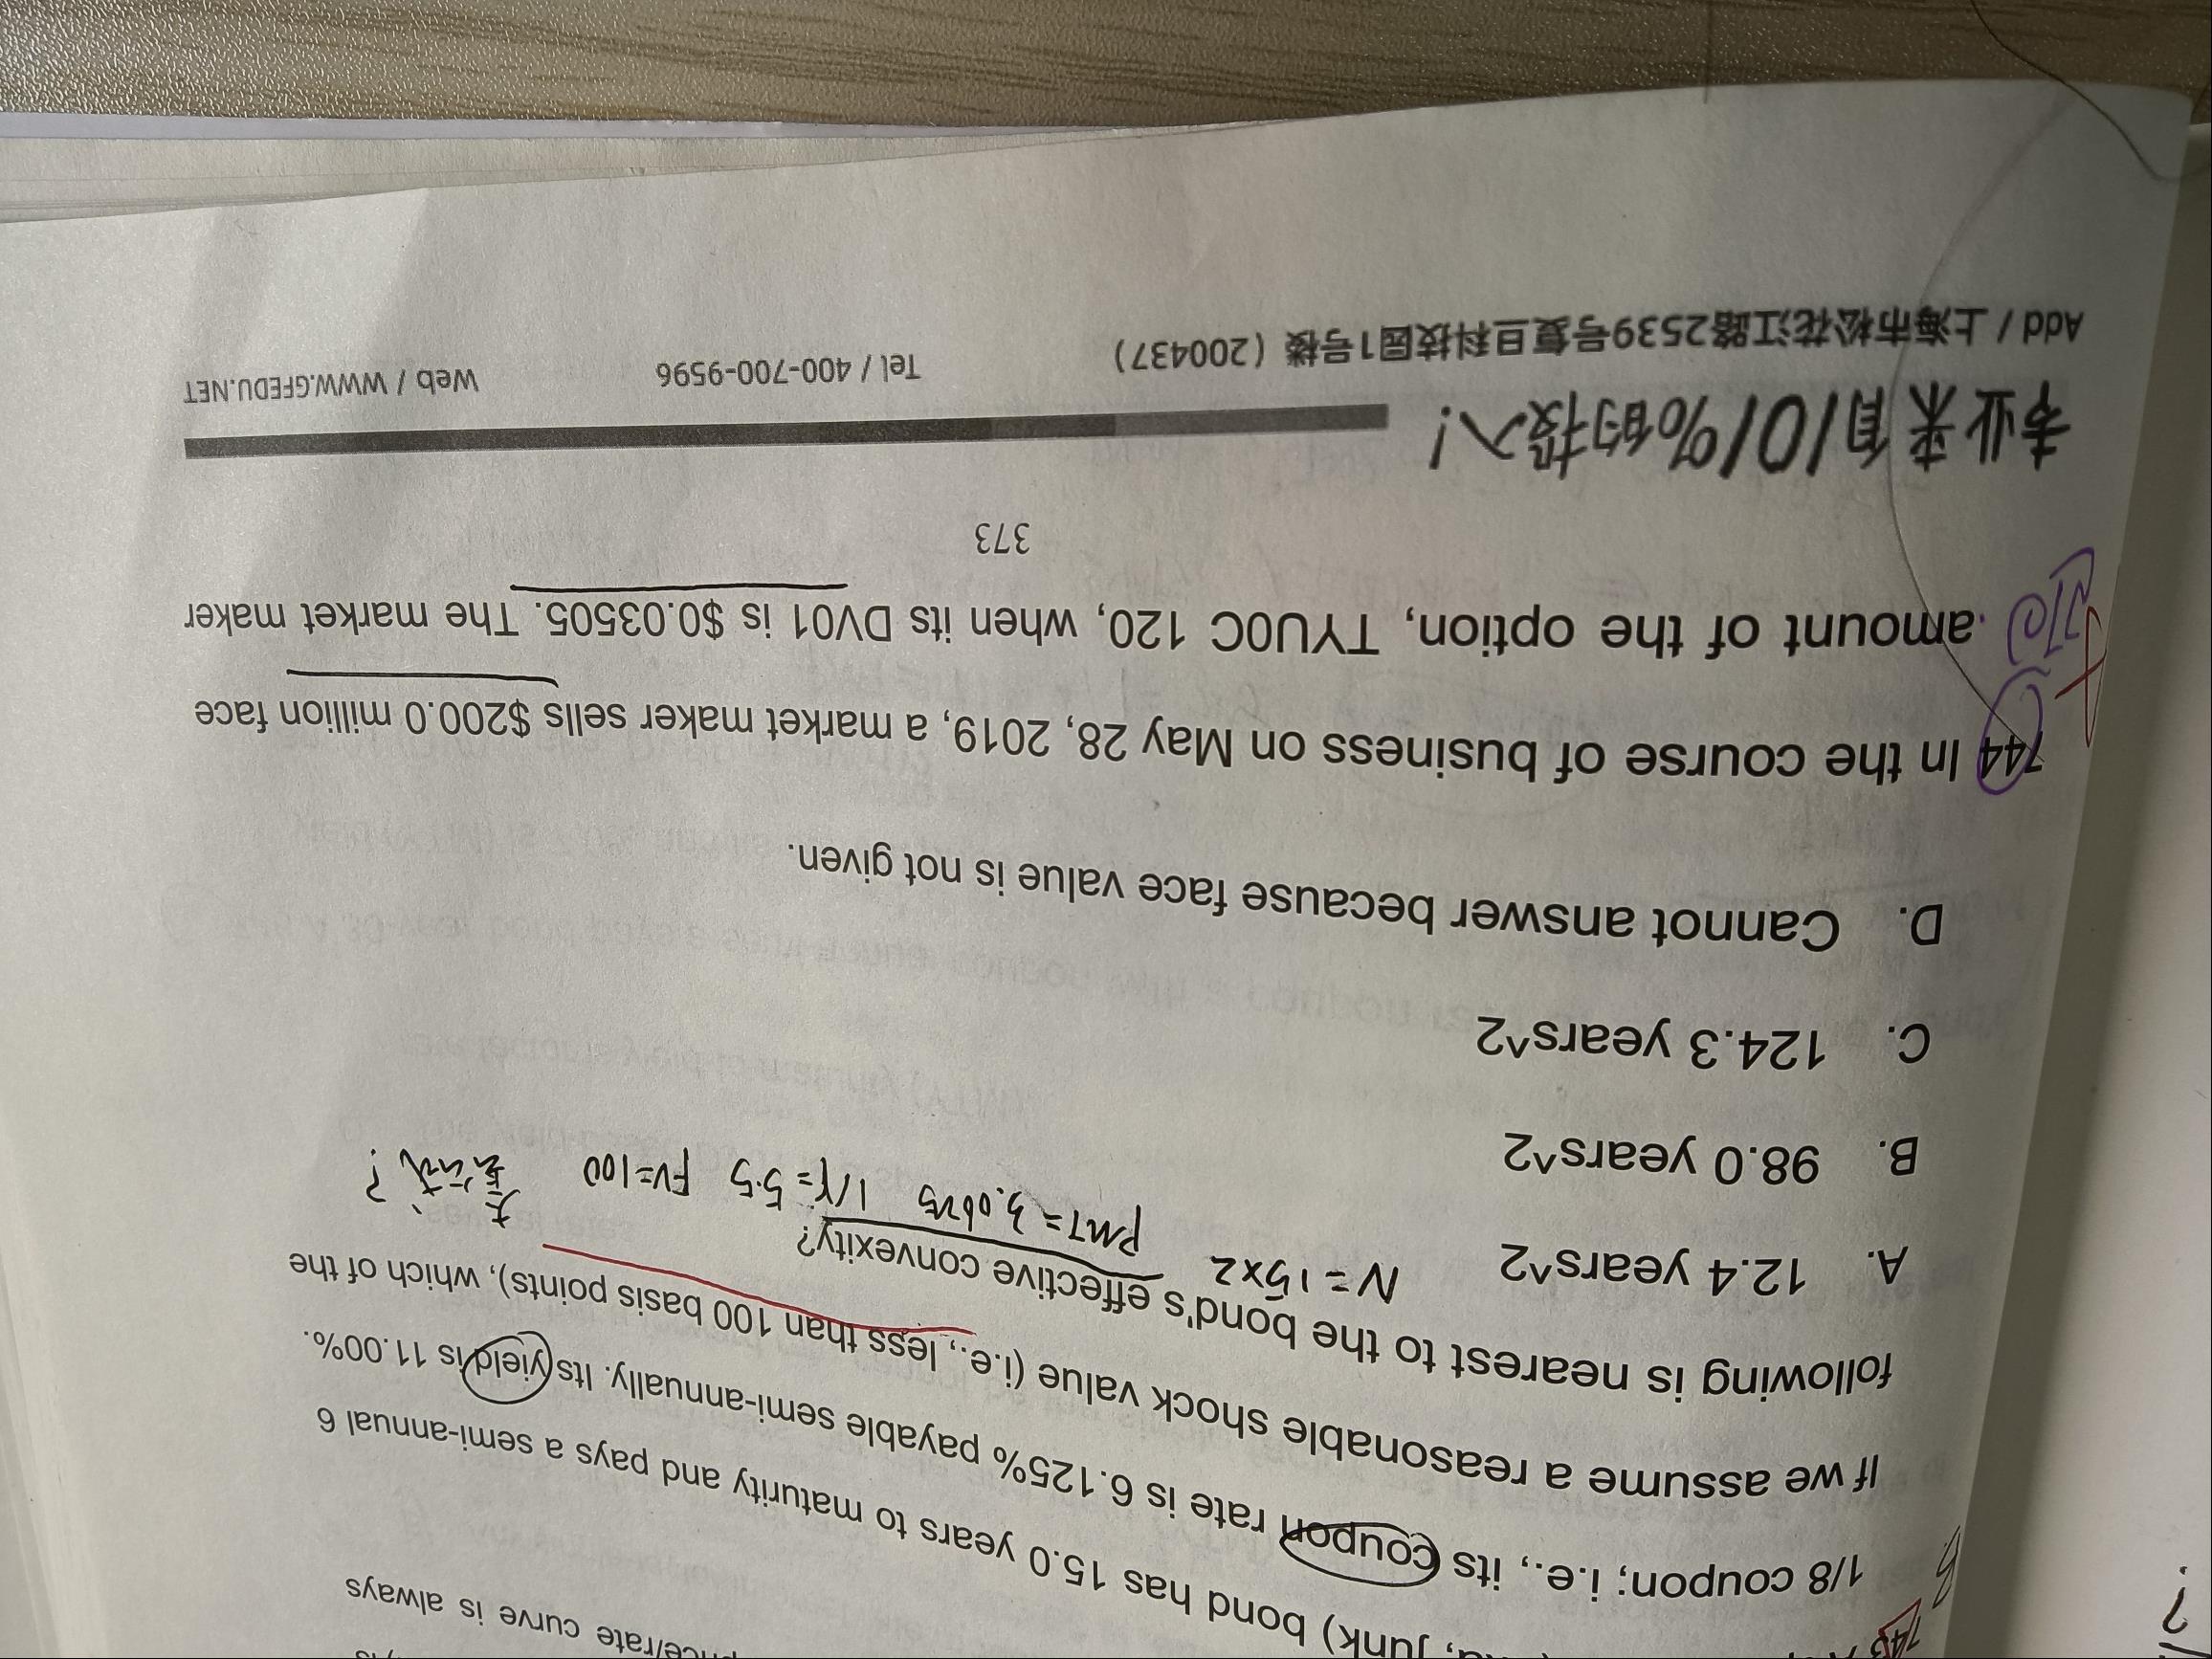 price/rate curve is always
743
junk) bond has 15.0 years to maturity and pays a semi-annual 6
1/8 coupon; i.e., its coupon rate is 6.125% payable semi-annually. Its yield is 11.00%.
If we assume a reasonable shock value (i.e., less than 100 basis points), which of the
following is nearest to the bond's effective convexity?
N=15×2 PMT=3.0625 I/Y=5.5 FV=100
A. 12.4 years^2
B. 98.0 years^2
C. 124.3 years^2
D. Cannot answer because face value is not given.
744 In the course of business on May 28, 2019, a market maker sells $200.0 million face
amount of the option, TYU0C 120, when its DV01 is $0.03505. The market maker
373
专业来自101%的投入!
Add / 上海市松花江路2539号复旦科技园1号楼（200437） Tel / 400-700-9596 Web / WWW.GFEDU.NET